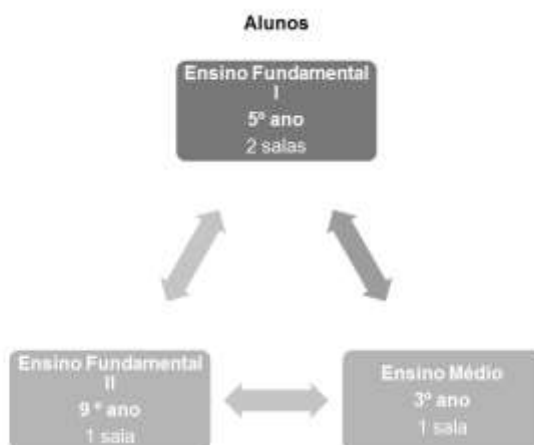 Alunos
Ensino Fundamental
I
5º ano
2 salas
Ensino Fundamental
II
9 º ano
1 sala
Ensino Médio
3º ano
1 sala